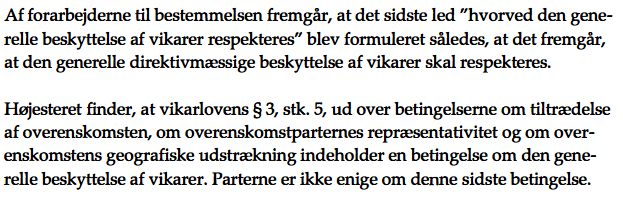 Af forarbejderne til bestemmelsen fremgår, at det sidste led ”hvorved den gene-
relle beskyttelse af vikarer respekteres” blev formuleret således, at det fremgår,
at den generelle direktivmæssige beskyttelse af vikarer skal respekteres.
Højesteret finder, at vikarlovens § 3, stk. 5, ud over betingelserne om tiltrædelse
af overenskomsten, om overenskomstparternes repræsentativitet og om over-
enskomstens geografiske udstrækning indeholder en betingelse om den gene-
relle beskyttelse af vikarer. Parterne er ikke enige om denne sidste betingelse.